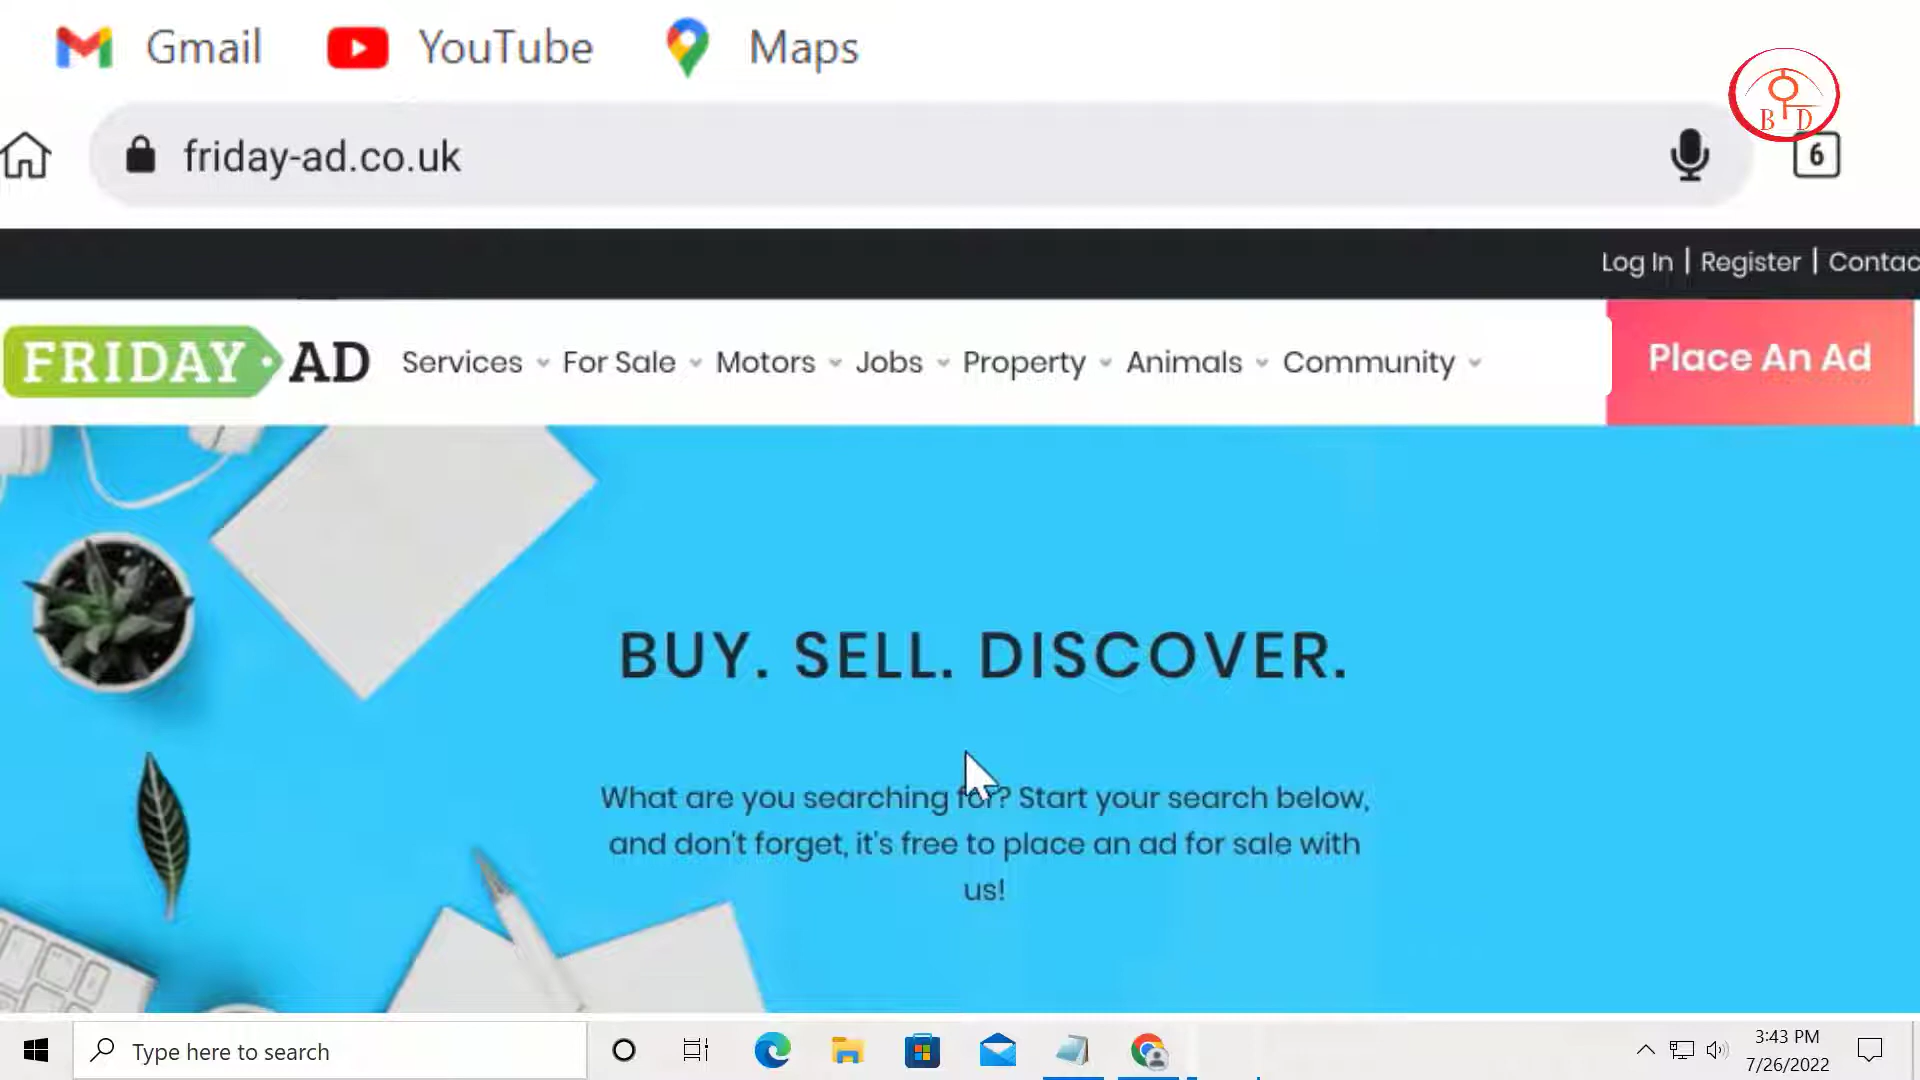 Gmail YouTube Maps
B D
friday-ad.co.uk
6
Log In | Register | Contac
FRIDAY AD Services For Sale Motors Jobs Property Animals Community Place An Ad
BUY. SELL. DISCOVER.
What are you searching for? Start your search below,
and don't forget, it's free to place an ad for sale with
us!
Type here to search
3:43 PM
7/26/2022